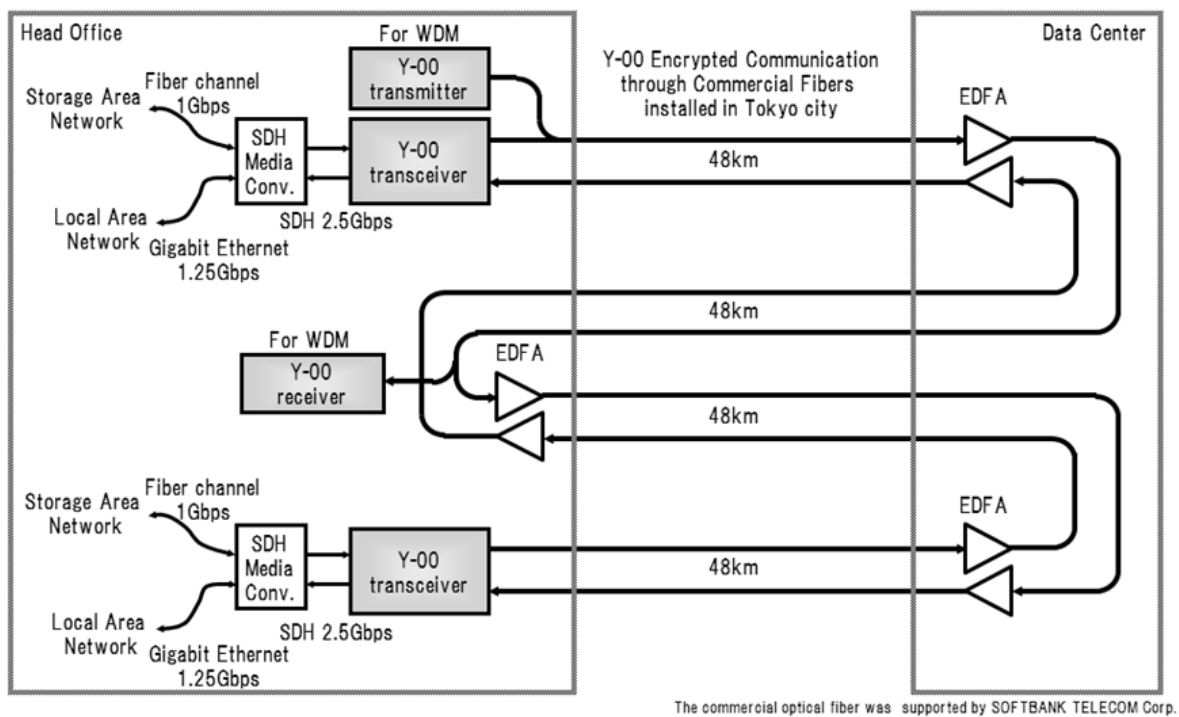 Head Office
Data Center
For WDM
Y-00
transmitter
Y-00 Encrypted Communication
through Commercial Fibers
installed in Tokyo city
EDFA
Fiber channel
1Gbps
Storage Area
Network
SDH
Media
Conv.
Y-00
transceiver
48km
Local Area
Network
SDH 2.5Gbps
Gigabit Ethernet
1.25Gbps
48km
For WDM
Y-00
receiver
EDFA
48km
Fiber channel
1Gbps
Storage Area
Network
SDH
Media
Conv.
Y-00
transceiver
EDFA
48km
Local Area
Network
SDH 2.5Gbps
Gigabit Ethernet
1.25Gbps
The commercial optical fiber was supported by SOFTBANK TELECOM Corp.